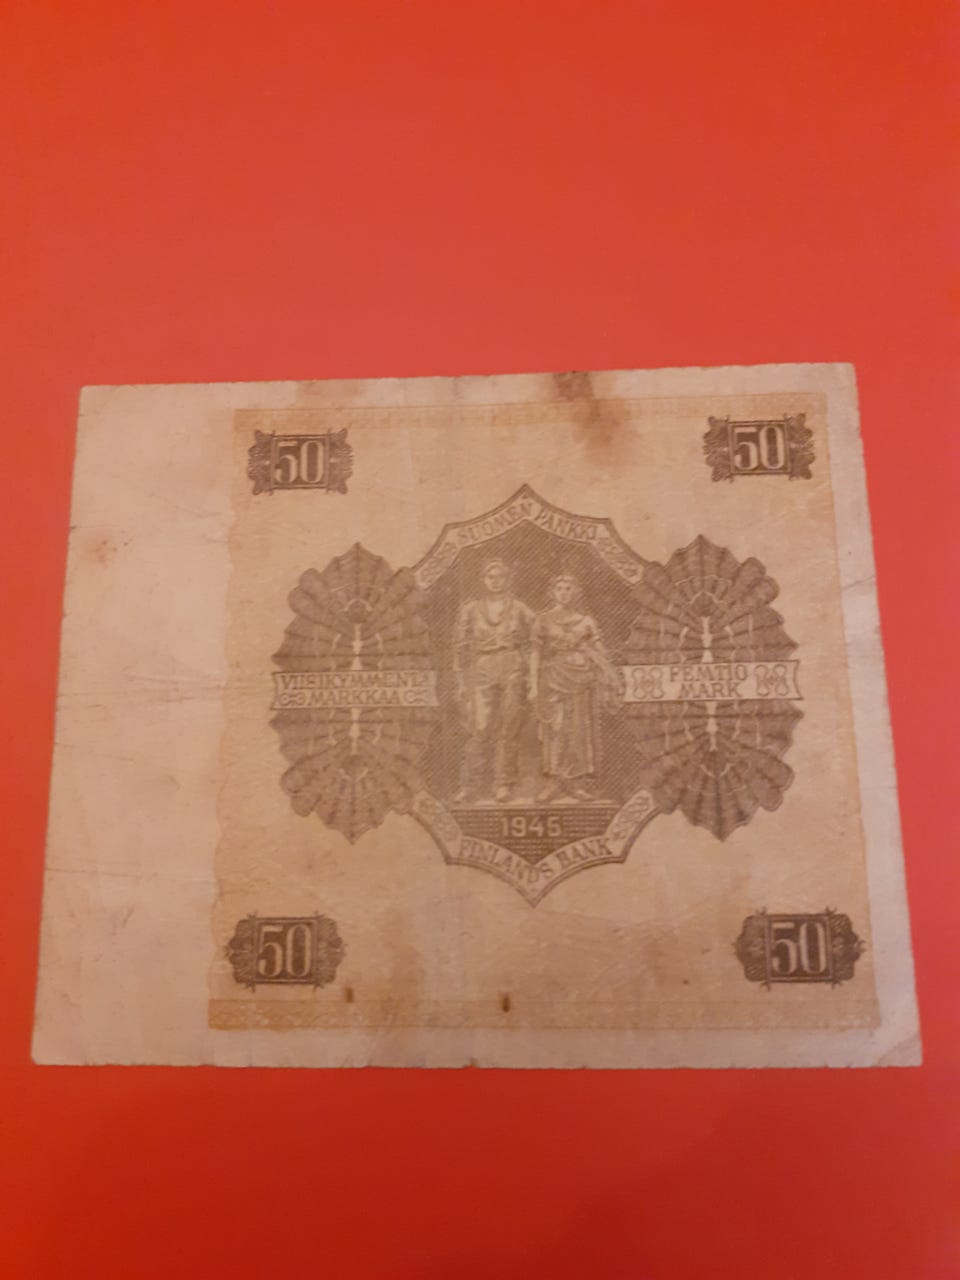 50
50
SUOMEN PANKKI
VIISIKYMMENTÄ
MARKKAA
FEMTIO
MARK
1945
FINLANDS BANK
50
50